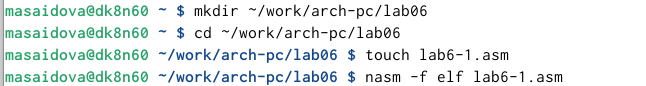 masaidova@dk8n60 ~ $ mkdir ~/work/arch-pc/lab06
masaidova@dk8n60 ~ $ cd ~/work/arch-pc/lab06
masaidova@dk8n60 ~/work/arch-pc/lab06 $ touch lab6-1.asm
masaidova@dk8n60 ~/work/arch-pc/lab06 $ nasm -f elf lab6-1.asm